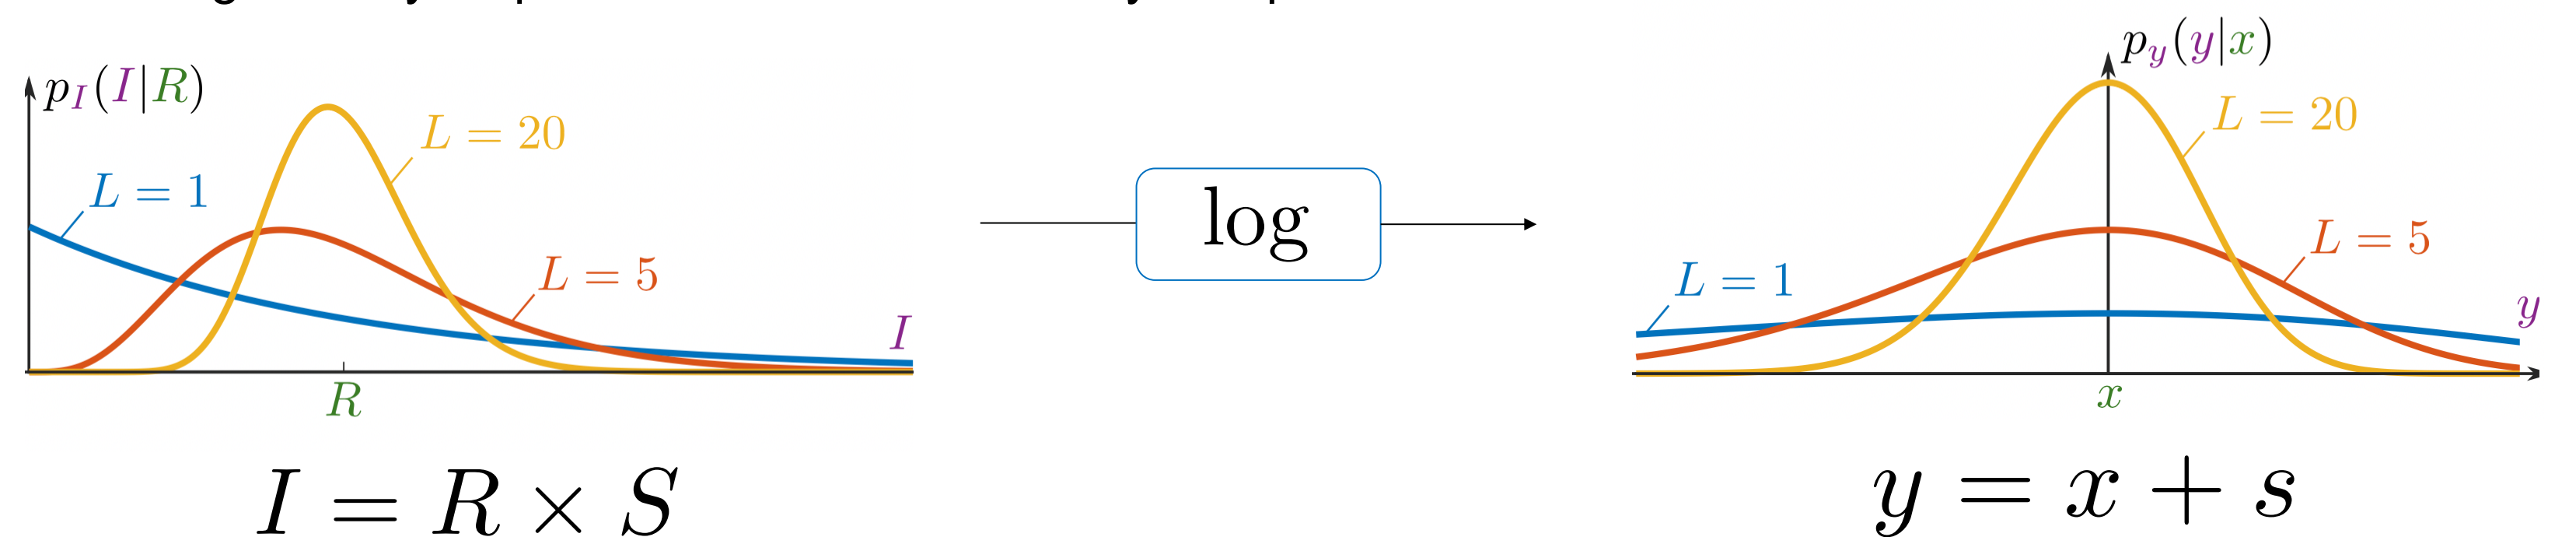 p_I(I|R)
L = 1
L = 20
L = 5
I
R
I = R × S
log
p_y(y|x)
L = 20
L = 5
L = 1
y
x
y = x + s